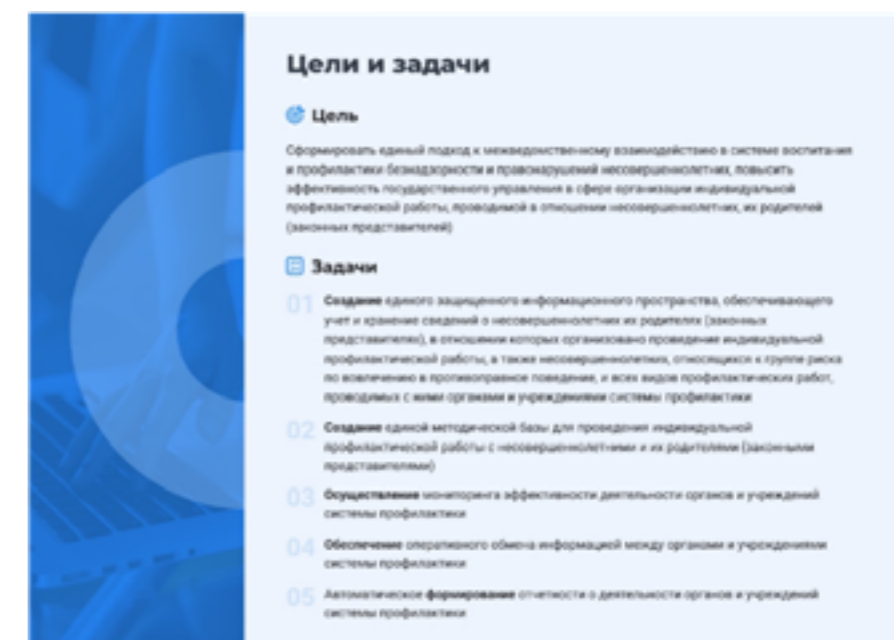 Цели и задачи
Цель
Сформировать единый подход к межведомственному взаимодействию в системе воспитания
и профилактики безнадзорности и правонарушений несовершеннолетних, повысить
эффективность государственного управления в сфере организации индивидуальной
профилактической работы, проводимой в отношении несовершеннолетних, их родителей
(законных представителей)
Задачи
01 Создание единого защищенного информационного пространства, обеспечивающего
учет и хранение сведений о несовершеннолетних их родителях (законных
представителях), в отношении которых организовано проведение индивидуальной
профилактической работы, а также несовершеннолетних, относящихся к группе риска
по вовлечению в противоправное поведение, и всех видов профилактических работ,
проводимых с ними органами и учреждениями системы профилактики
02 Создание единой методической базы для проведения индивидуальной
профилактической работы с несовершеннолетними и их родителями (законными
представителями)
03 Осуществление мониторинга эффективности деятельности органов и учреждений
системы профилактики
04 Обеспечение оперативного обмена информацией между органами и учреждениями
системы профилактики
05 Автоматическое формирование отчетности о деятельности органов и учреждений
системы профилактики